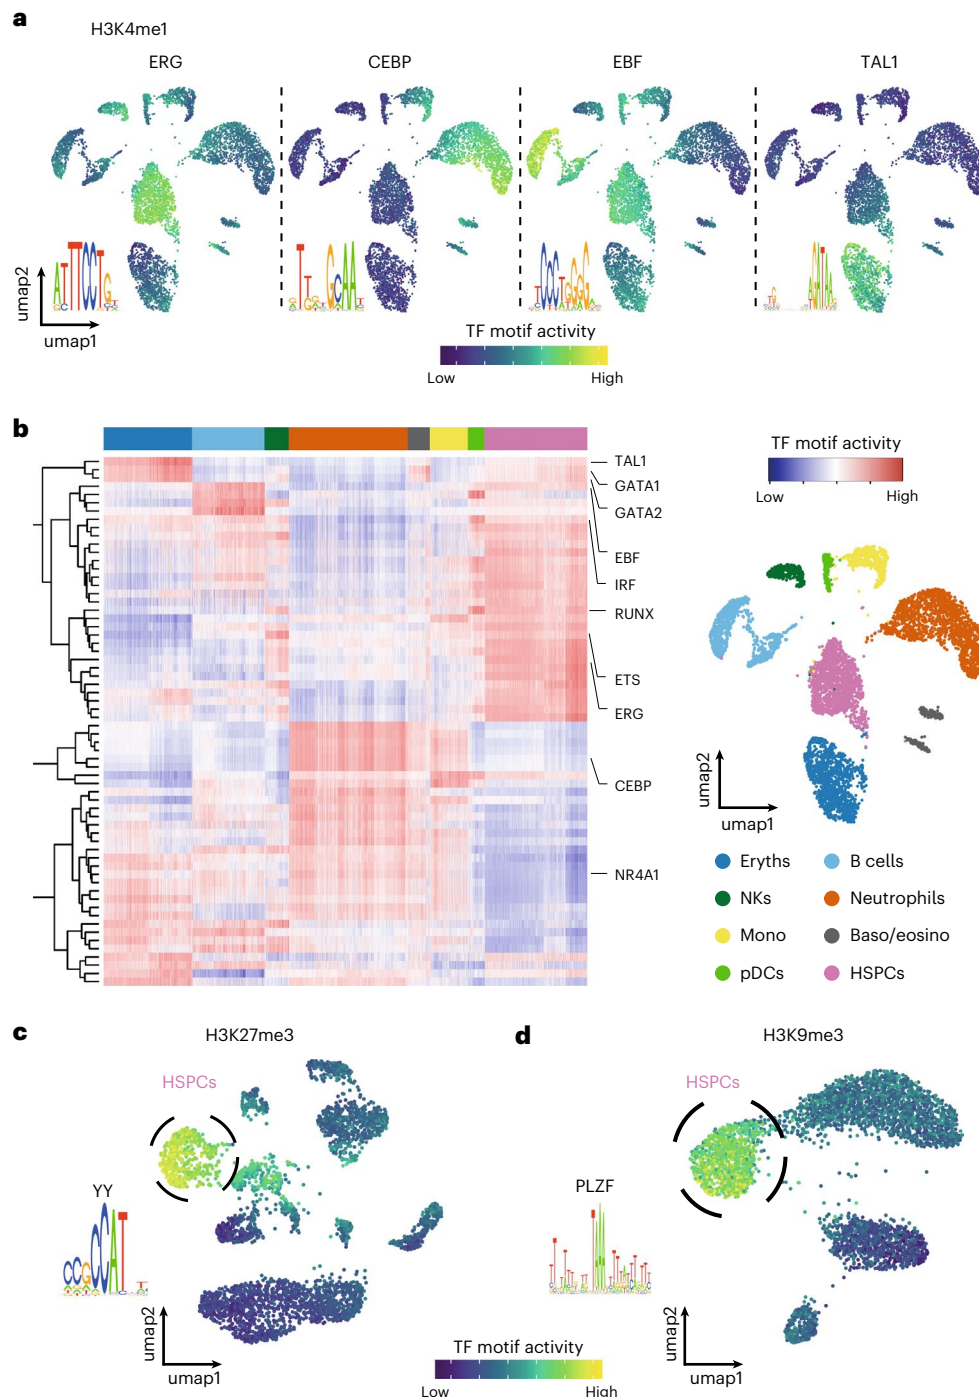 a
H3K4me1
ERG
CEBP
EBF
TAL1
umap2
umap1
TF motif activity
Low
High
b
TAL1
GATA1
GATA2
EBF
IRF
RUNX
ETS
ERG
CEBP
NR4A1
TF motif activity
Low
High
umap2
umap1
Eryths
B cells
NKs
Neutrophils
Mono
Baso/eosino
pDCs
HSPCs
c
H3K27me3
HSPCs
YY
umap2
umap1
d
H3K9me3
HSPCs
PLZF
umap2
umap1
TF motif activity
Low
High